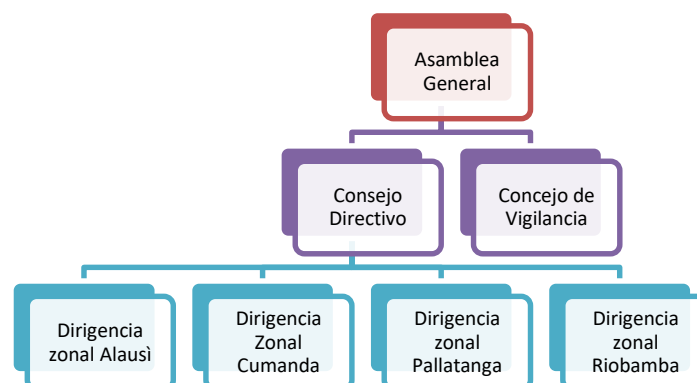 Asamblea
General
Consejo
Directivo
Concejo de
Vigilancia
Dirigencia
zonal Alausì
Dirigencia
Zonal
Cumanda
Dirigencia
zonal
Pallatanga
Dirigencia
zonal
Riobamba